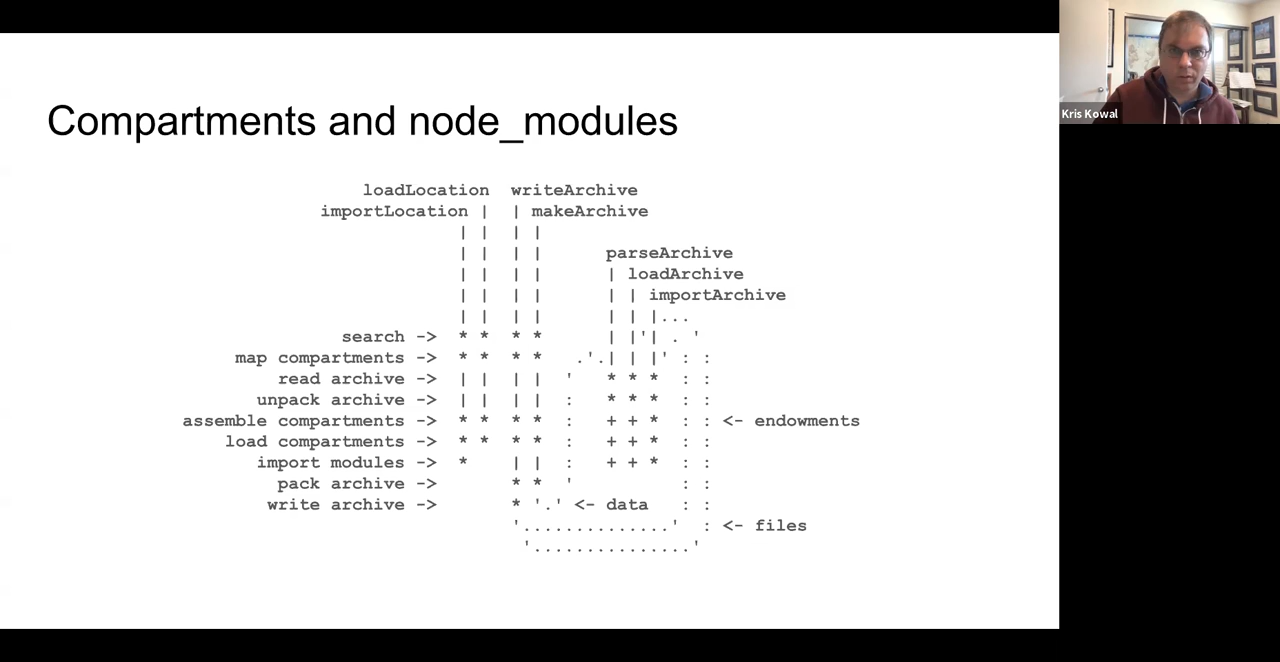 Compartments and node_modules
loadLocation writeArchive
importLocation | | makeArchive
| | | |
| | | | parseArchive
| | | | | loadArchive
| | | | | | importArchive
| | | | | | |...
search -> * * * * | |'| . '
map compartments -> * * * * .'.| | |' : :
read archive -> | | | | ' * * * : :
unpack archive -> | | | | : * * * : :
assemble compartments -> * * * * : + + * : : <- endowments
load compartments -> * * * * : + + * : :
import modules -> * | | : + + * : :
pack archive -> * * ' : :
write archive -> * '.' <- data : :
'..............' : <- files
'...............'
Kris Kowal